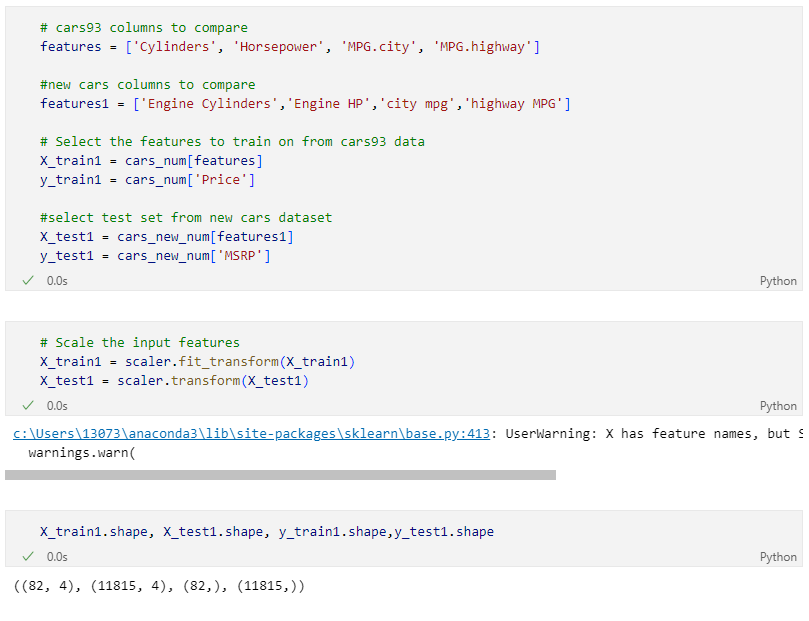 # cars93 columns to compare
features = ['Cylinders', 'Horsepower', 'MPG.city', 'MPG.highway']
#new cars columns to compare
features1 = ['Engine Cylinders','Engine HP','city mpg','highway MPG']
# Select the features to train on from cars93 data
X_train1 = cars_num[features]
y_train1 = cars_num['Price']
#select test set from new cars dataset
X_test1 = cars_new_num[features1]
y_test1 = cars_new_num['MSRP']
✓ 0.0s Python
# Scale the input features
X_train1 = scaler.fit_transform(X_train1)
X_test1 = scaler.transform(X_test1)
✓ 0.0s Python
c:\Users\13073\anaconda3\lib\site-packages\sklearn\base.py:413: UserWarning: X has feature names, but
warnings.warn(
X_train1.shape, X_test1.shape, y_train1.shape,y_test1.shape
✓ 0.0s Python
((82, 4), (11815, 4), (82,), (11815,))